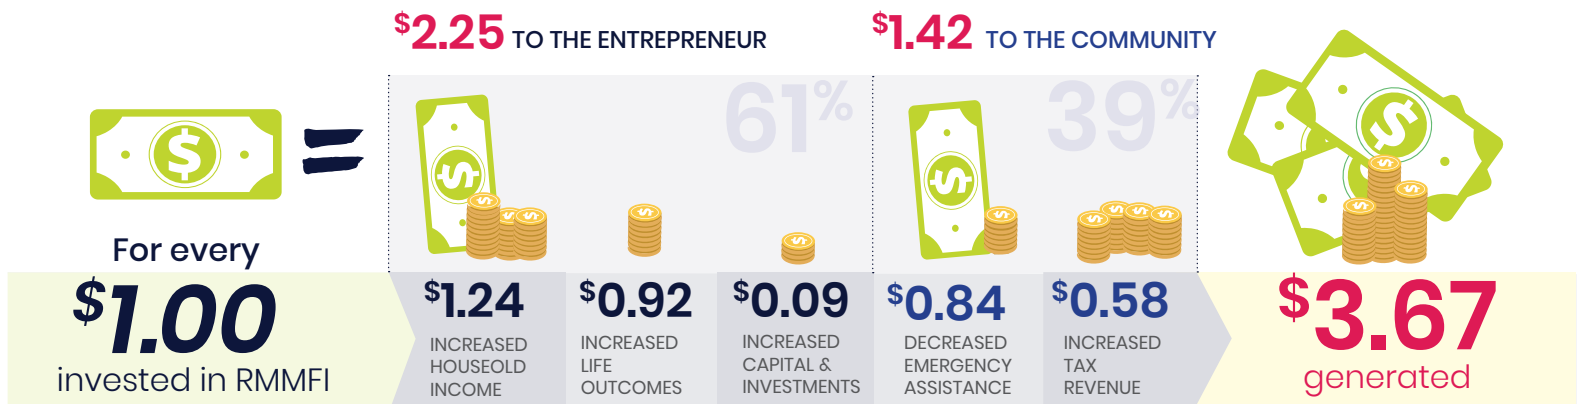 $2.25 TO THE ENTREPRENEUR
$1.42 TO THE COMMUNITY
61%
39%
For every
$1.00
invested in RMMFI
$1.24
INCREASED
HOUSEOLD
INCOME
$0.92
INCREASED
LIFE
OUTCOMES
$0.09
INCREASED
CAPITAL &
INVESTMENTS
$0.84
DECREASED
EMERGENCY
ASSISTANCE
$0.58
INCREASED
TAX
REVENUE
$3.67
generated